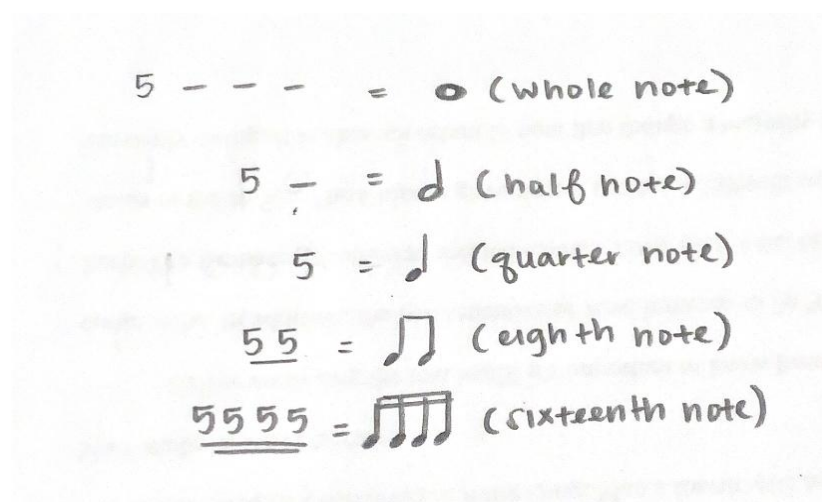 5 - - - = 𝅝 (whole note)
5 - = 𝅗𝅥 (half note)
5 = ♩ (quarter note)
55 = ♫ (eighth note)
5555 = ♬ (sixteenth note)